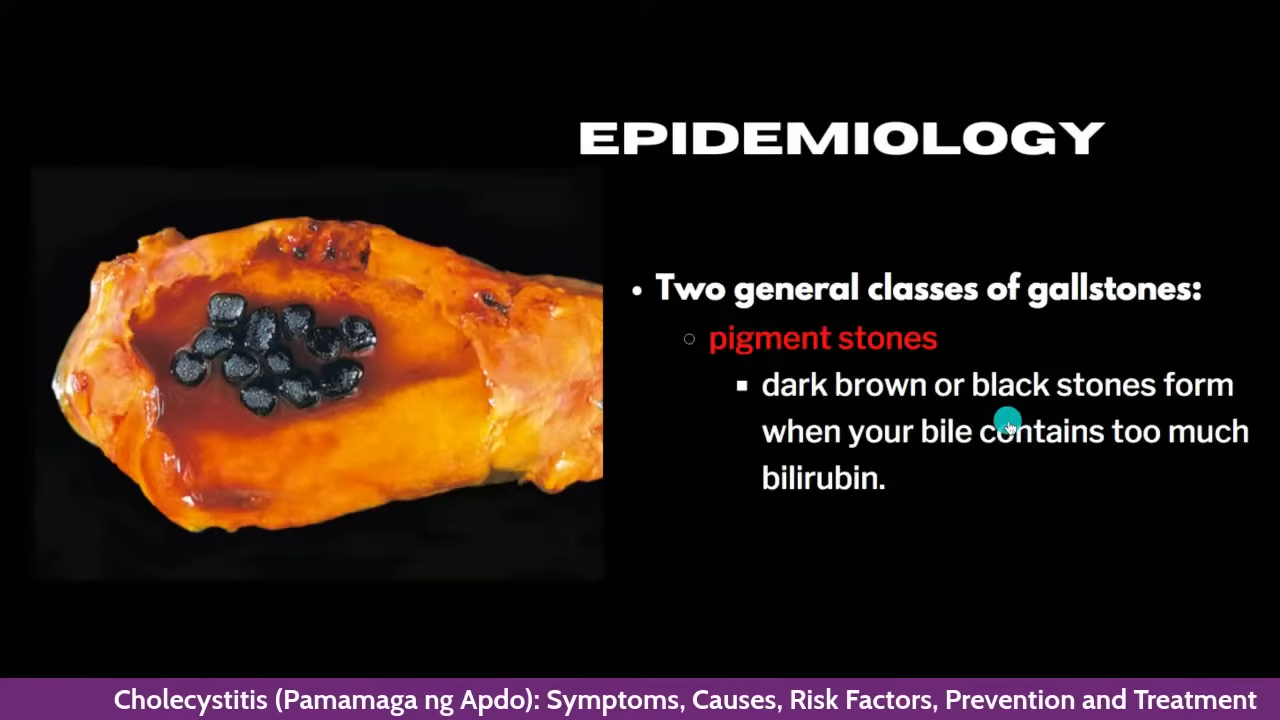 EPIDEMIOLOGY
Two general classes of gallstones:
pigment stones
dark brown or black stones form
when your bile contains too much
bilirubin.
Cholecystitis (Pamamaga ng Apdo): Symptoms, Causes, Risk Factors, Prevention and Treatment